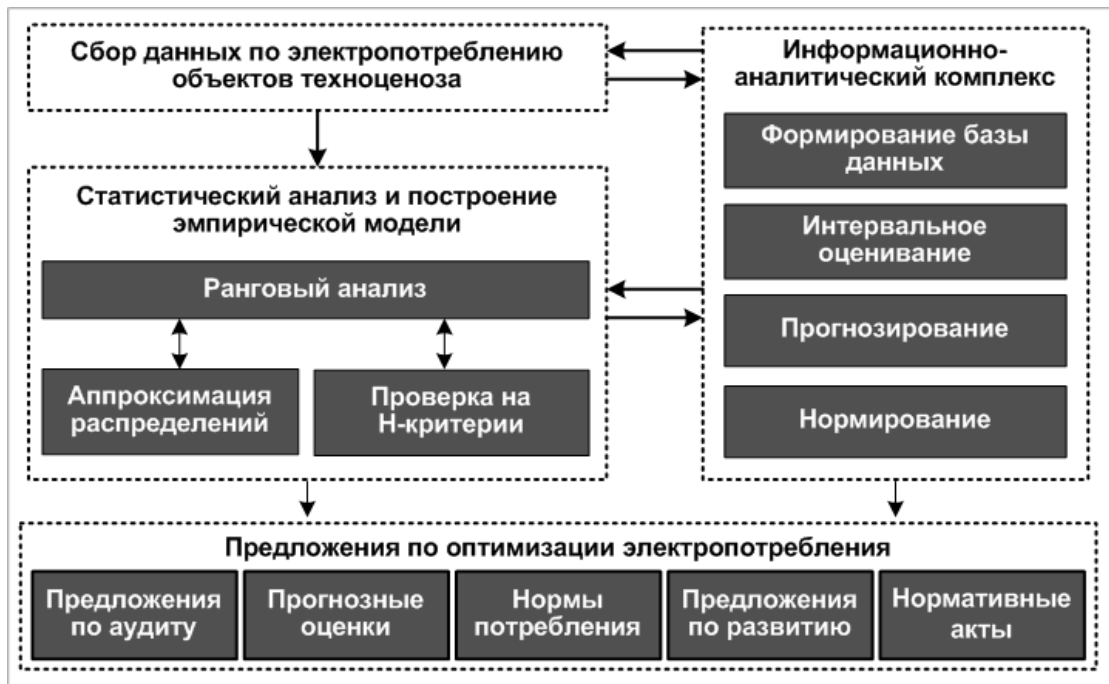 Сбор данных по электропотреблению
объектов техноценоза
Информационно-
аналитический комплекс
Формирование базы
данных
Интервальное
оценивание
Прогнозирование
Нормирование
Статистический анализ и построение
эмпирической модели
Ранговый анализ
Аппроксимация
распределений
Проверка на
Н-критерии
Предложения по оптимизации электропотребления
Предложения
по аудиту
Прогнозные
оценки
Нормы
потребления
Предложения
по развитию
Нормативные
акты